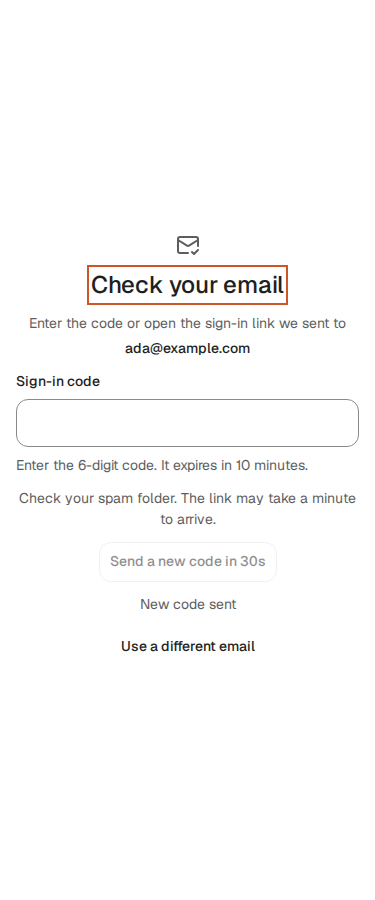 Check your email
Enter the code or open the sign-in link we sent to
ada@example.com
Sign-in code
Enter the 6-digit code. It expires in 10 minutes.
Check your spam folder. The link may take a minute
to arrive.
Send a new code in 30s
New code sent
Use a different email